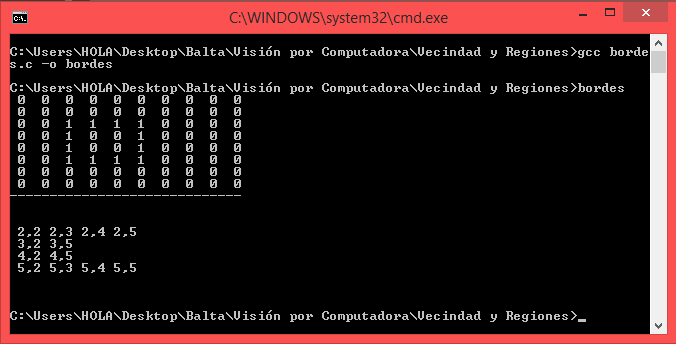 C:\WINDOWS\system32\cmd.exe
C:\Users\HOLA\Desktop\Balta\Visión por Computadora\Vecindad y Regiones>gcc borde
s.c -o bordes
C:\Users\HOLA\Desktop\Balta\Visión por Computadora\Vecindad y Regiones>bordes
0 0 0 0 0 0 0 0 0 0
0 0 0 0 0 0 0 0 0 0
0 0 1 1 1 1 0 0 0 0
0 0 1 0 0 1 0 0 0 0
0 0 1 0 0 1 0 0 0 0
0 0 1 1 1 1 0 0 0 0
0 0 0 0 0 0 0 0 0 0
0 0 0 0 0 0 0 0 0 0
-----------------------------
2,2 2,3 2,4 2,5
3,2 3,5
4,2 4,5
5,2 5,3 5,4 5,5
C:\Users\HOLA\Desktop\Balta\Visión por Computadora\Vecindad y Regiones>_